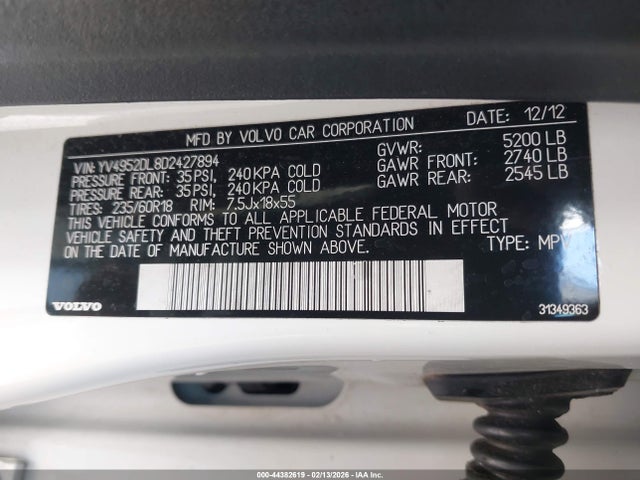 MFD BY VOLVO CAR CORPORATION DATE: 12/12
VIN: YV4952DL8D2427894 GVWR: 5200 LB
PRESSURE FRONT: 35 PSI, 240 KPA COLD GAWR FRONT: 2740 LB
PRESSURE REAR: 35 PSI, 240 KPA COLD GAWR REAR: 2545 LB
TIRES: 235/60R18 RIM: 7.5Jx18x55
THIS VEHICLE CONFORMS TO ALL APPLICABLE FEDERAL MOTOR
VEHICLE SAFETY AND THEFT PREVENTION STANDARDS IN EFFECT
ON THE DATE OF MANUFACTURE SHOWN ABOVE. TYPE: MPV
VOLVO 31349363
000-44382619 - 02/13/2026 - IAA Inc.